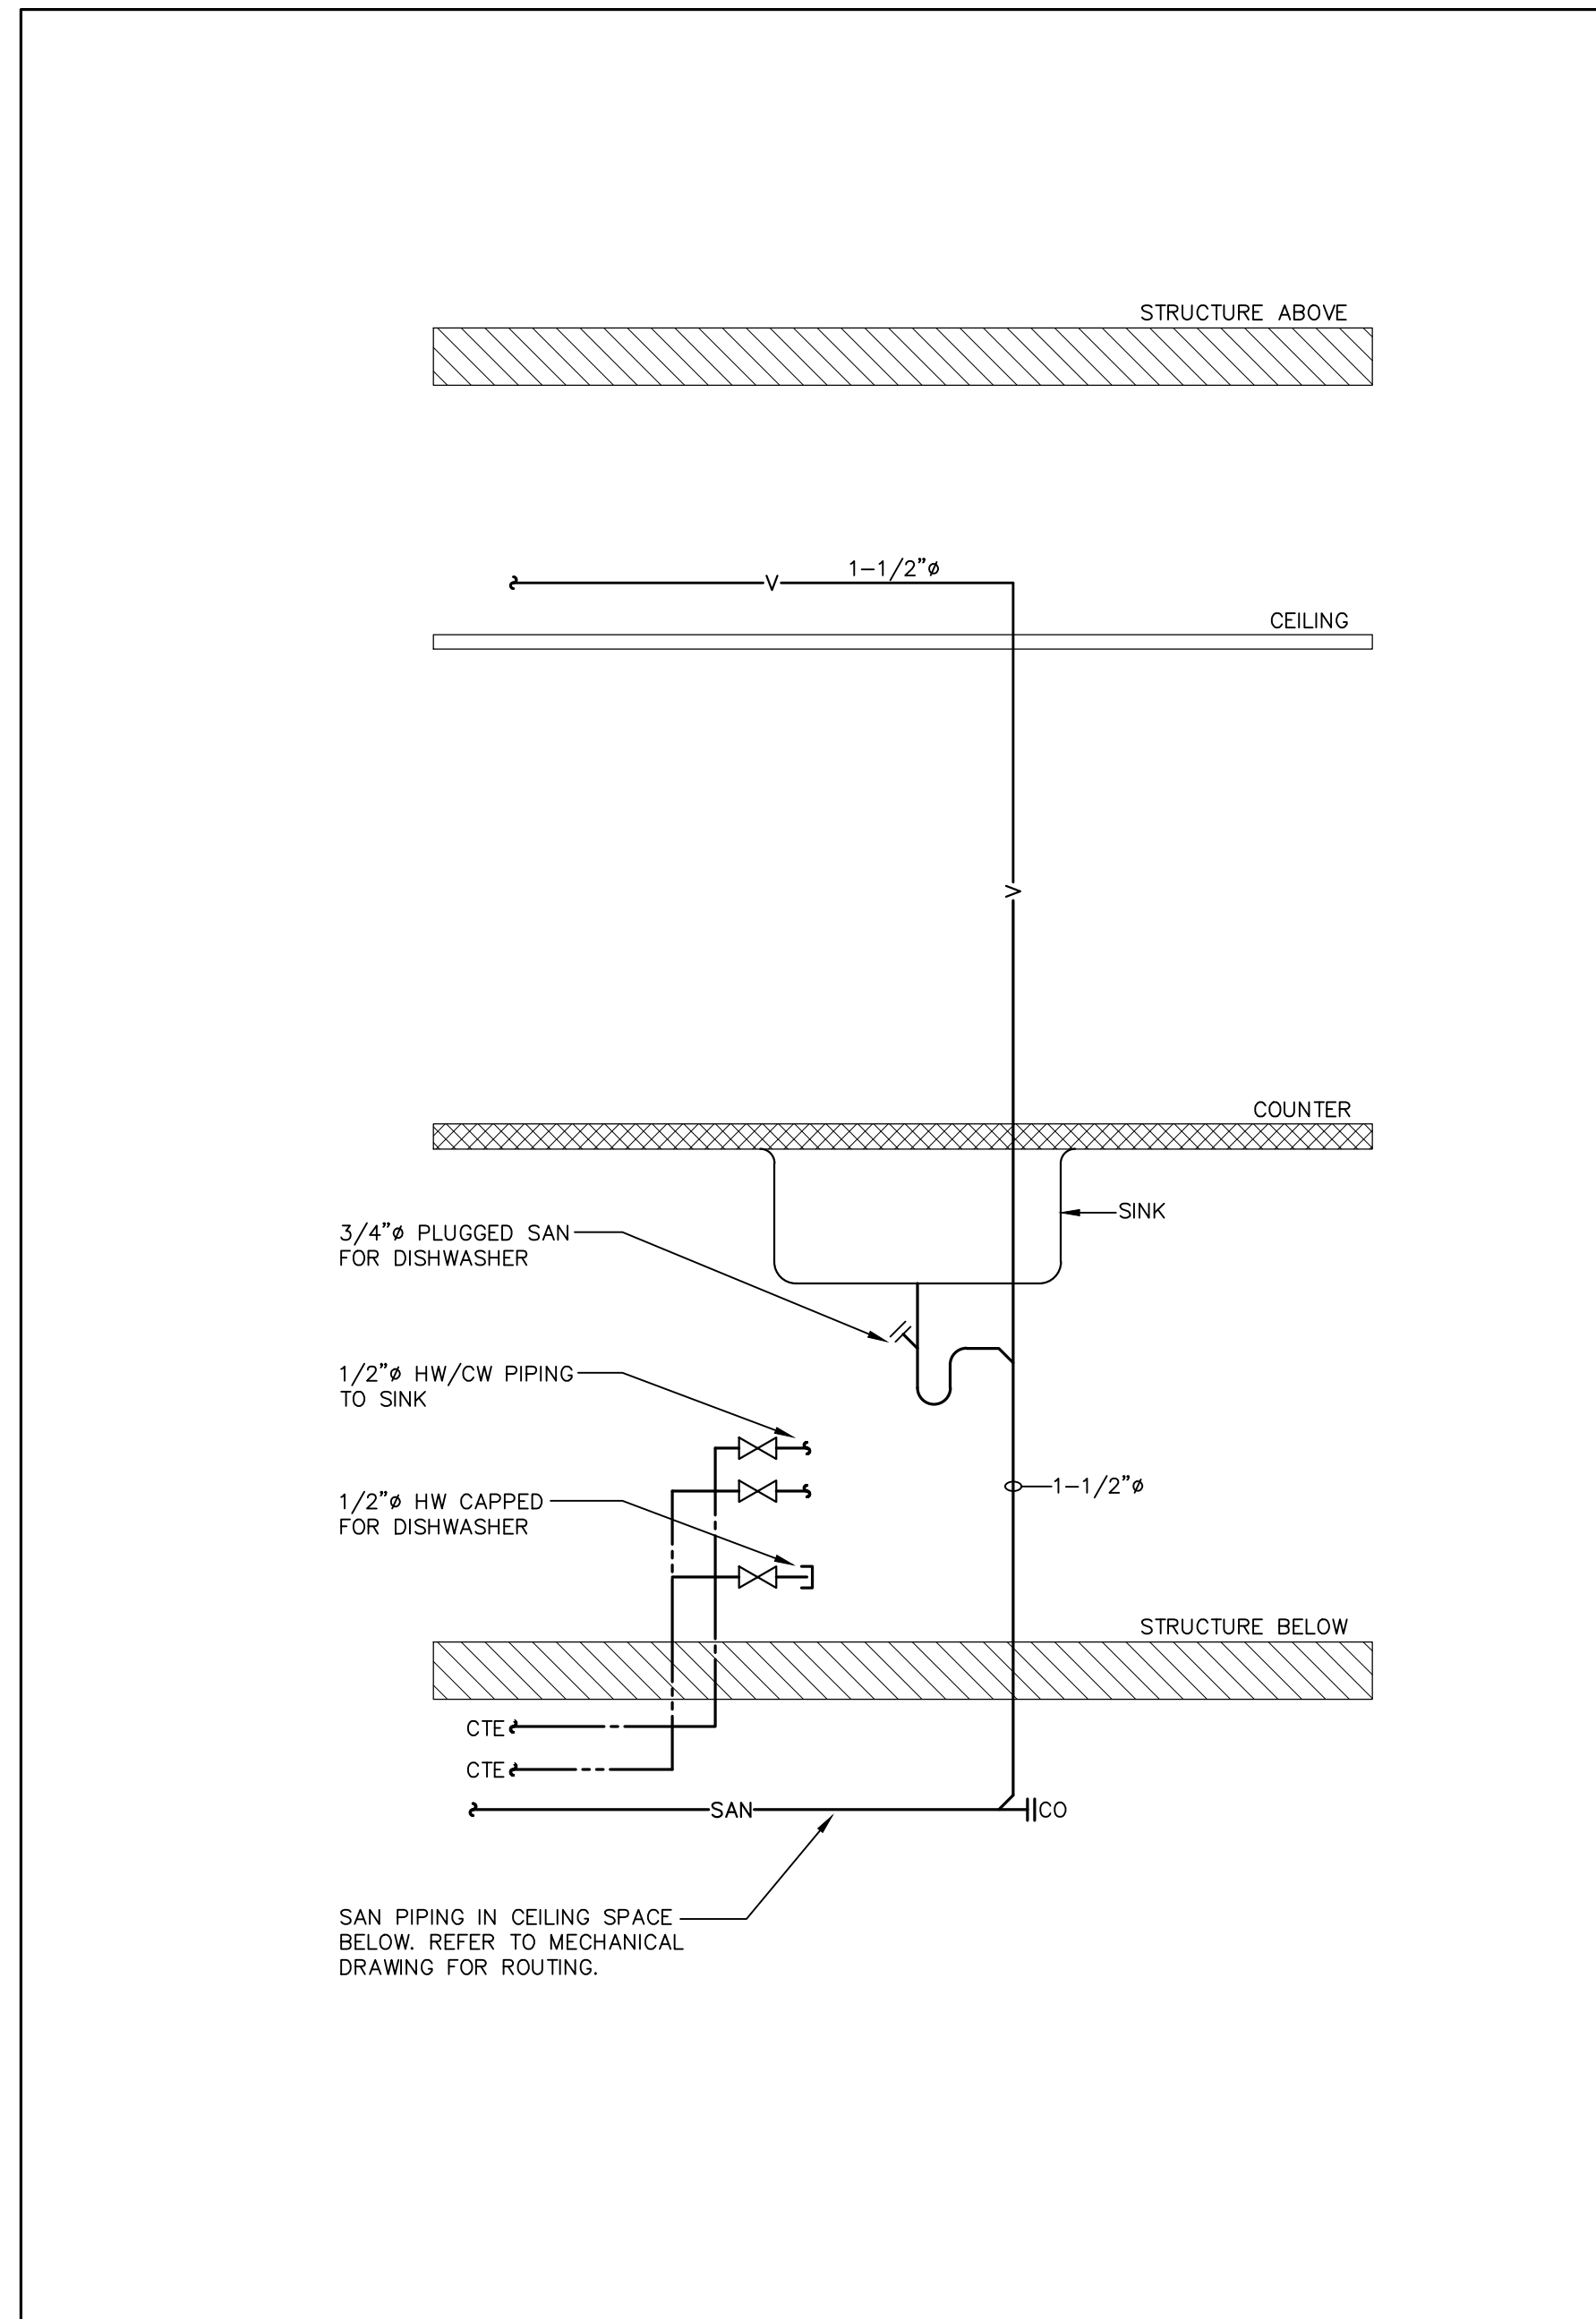 STRUCTURE ABOVE
1-1/2"ø
V
CEILING
V
COUNTER
SINK
3/4"ø PLUGGED SAN
FOR DISHWASHER
1/2"ø HW/CW PIPING
TO SINK
1-1/2"ø
1/2"ø HW CAPPED
FOR DISHWASHER
STRUCTURE BELOW
CTE
CTE
SAN
CO
SAN PIPING IN CEILING SPACE
BELOW. REFER TO MECHANICAL
DRAWING FOR ROUTING.